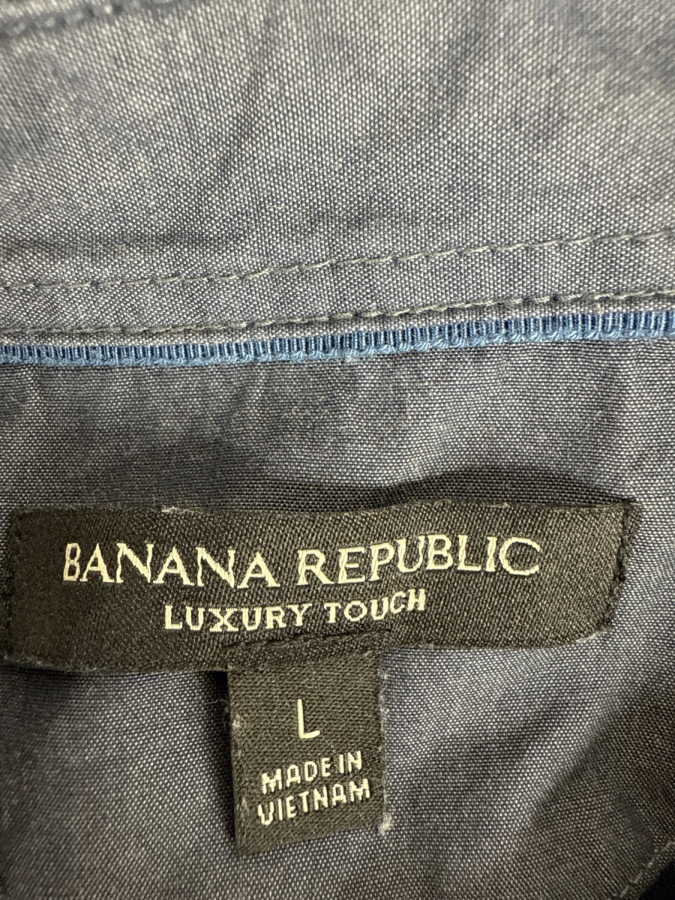 BANANA REPUBLIC
LUXURY TOUCH
L
MADE IN
VIETNAM